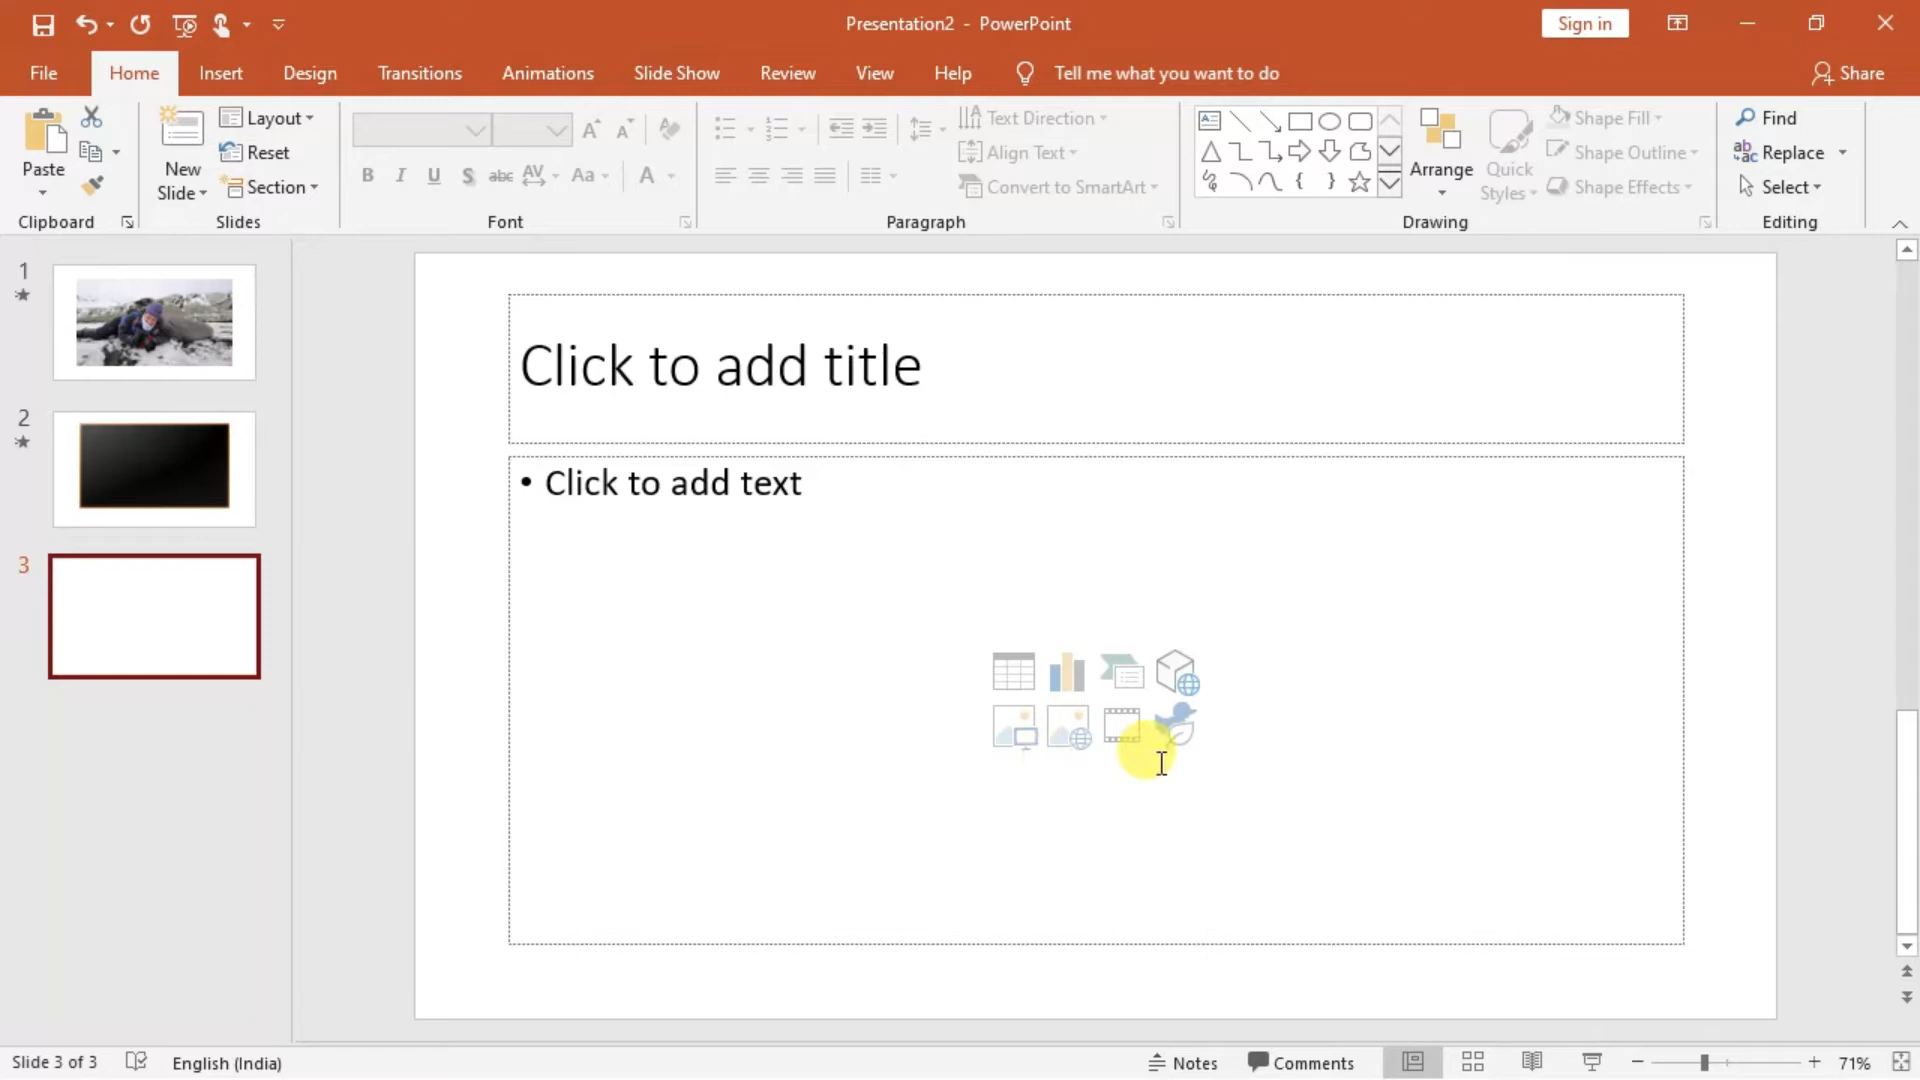 Presentation2 - PowerPoint
Sign in
File Home Insert Design Transitions Animations Slide Show Review View Help Tell me what you want to do Share
Paste
New Slide
Layout
Reset
Section
B I U S abc AV Aa A
Text Direction
Align Text
Convert to SmartArt
Arrange
Quick Styles
Shape Fill
Shape Outline
Shape Effects
Find
Replace
Select
Clipboard Slides Font Paragraph Drawing Editing
1
2
3
Click to add title
• Click to add text
Slide 3 of 3 English (India) Notes Comments 71%